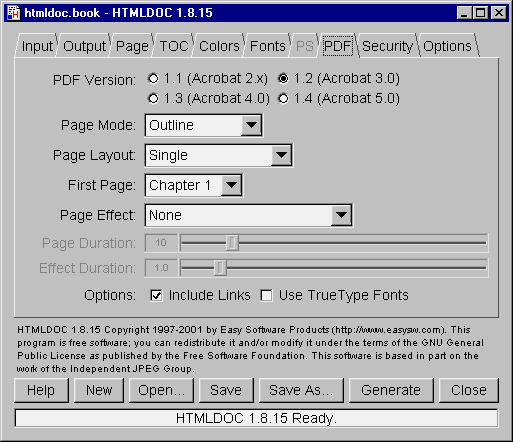 htmldoc.book - HTMLDOC 1.8.15
Input Output Page TOC Colors Fonts PS PDF Security Options
PDF Version: 1.1 (Acrobat 2.x) 1.2 (Acrobat 3.0)
1.3 (Acrobat 4.0) 1.4 (Acrobat 5.0)
Page Mode: Outline
Page Layout: Single
First Page: Chapter 1
Page Effect: None
Page Duration: 10
Effect Duration: 1.0
Options: Include Links Use TrueType Fonts
HTMLDOC 1.8.15 Copyright 1997-2001 by Easy Software Products (http://www.easysw.com). This
program is free software; you can redistribute it and/or modify it under the terms of the GNU General
Public License as published by the Free Software Foundation. This software is based in part on the
work of the Independent JPEG Group.
Help New Open... Save Save As... Generate Close
HTMLDOC 1.8.15 Ready.